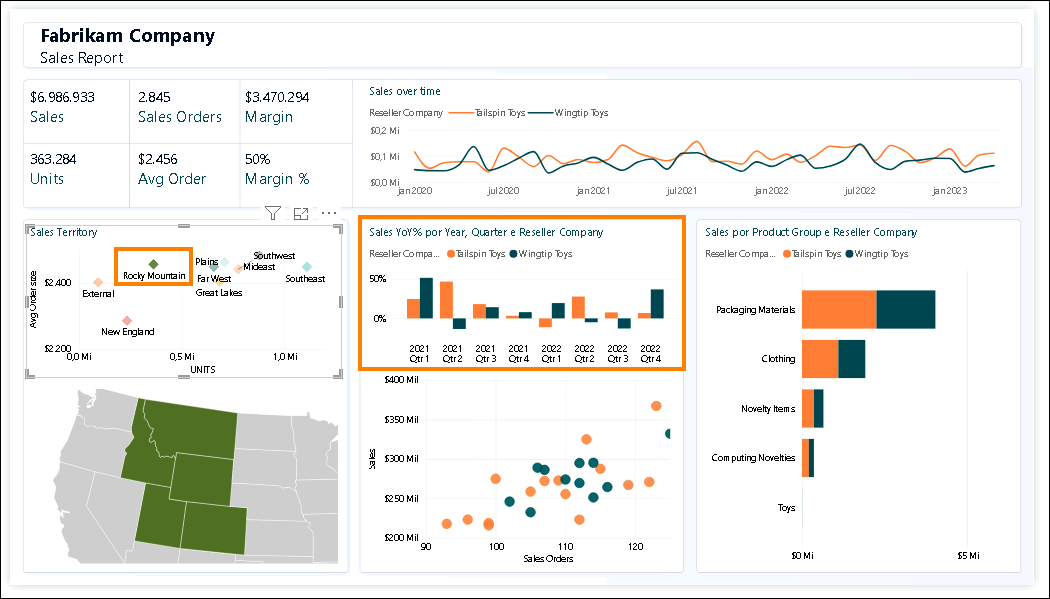 Fabrikam Company
Sales Report
$6.986.933
Sales
2.845
Sales Orders
$3.470.294
Margin
363.284
Units
$2.456
Avg Order
50%
Margin %
Sales over time
Reseller Company Tailspin Toys Wingtip Toys
$0,2 Mi
$0,1 Mi
$0,0 Mi
jan2020 jul2020 jan2021 jul2021 jan2022 jul2022 jan2023
Sales Territory
Avg Order size
$2.400
$2.200
External
Rocky Mountain
New England
Plains
Far West
Great Lakes
Southwest
Mideast
Southeast
0,0 Mi 0,5 Mi 1,0 Mi
UNITS
Sales YoY% por Year, Quarter e Reseller Company
Reseller Compa... Tailspin Toys Wingtip Toys
50%
0%
2021 2021 2021 2021 2022 2022 2022 2022
Qtr 1 Qtr 2 Qtr 3 Qtr 4 Qtr 1 Qtr 2 Qtr 3 Qtr 4
$400 Mil
$350 Mil
$300 Mil
$250 Mil
$200 Mil
Sales
90 100 110 120
Sales Orders
Sales por Product Group e Reseller Company
Reseller Compa... Tailspin Toys Wingtip Toys
Packaging Materials
Clothing
Novelty Items
Computing Novelties
Toys
$0 Mi $5 Mi